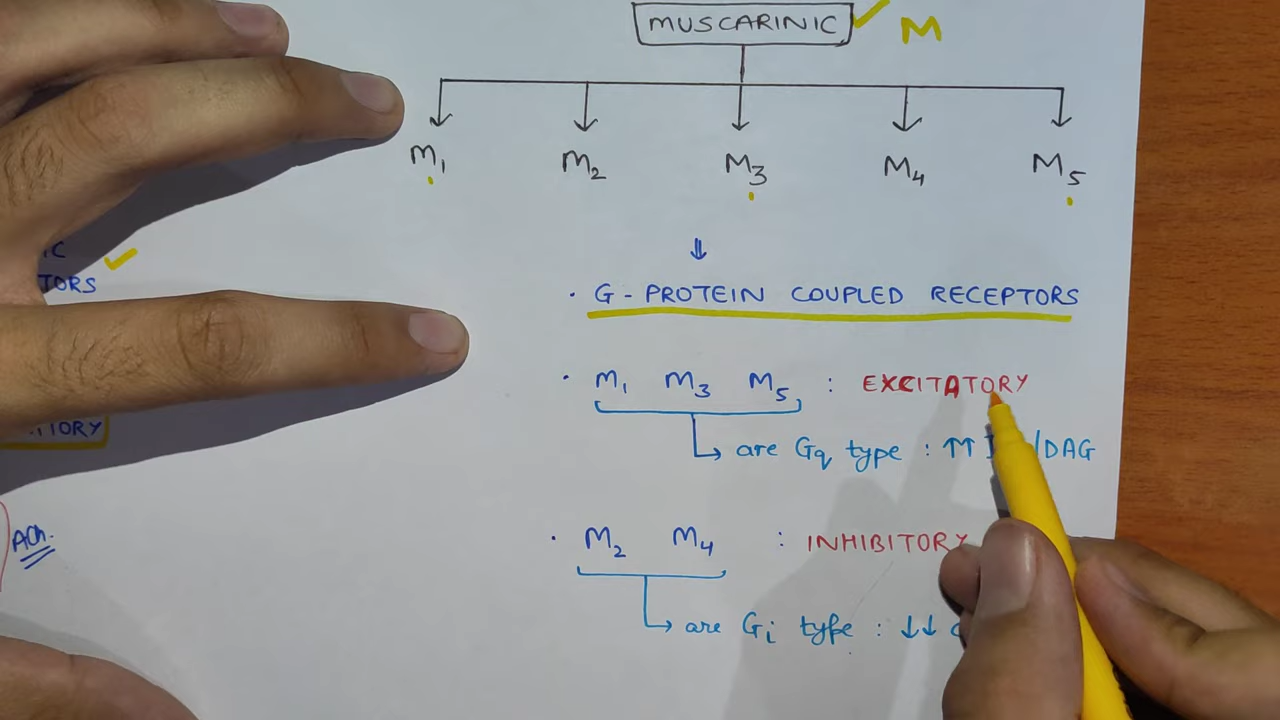 MUSCARINIC M
M1 M2 M3 M4 M5
⇓
• G-PROTEIN COUPLED RECEPTORS
• M1 M3 M5 : EXCITATORY
are Gq type : ↑↑ /DAG
• M2 M4 : INHIBITORY
are Gi type : ↓↓
ACh.